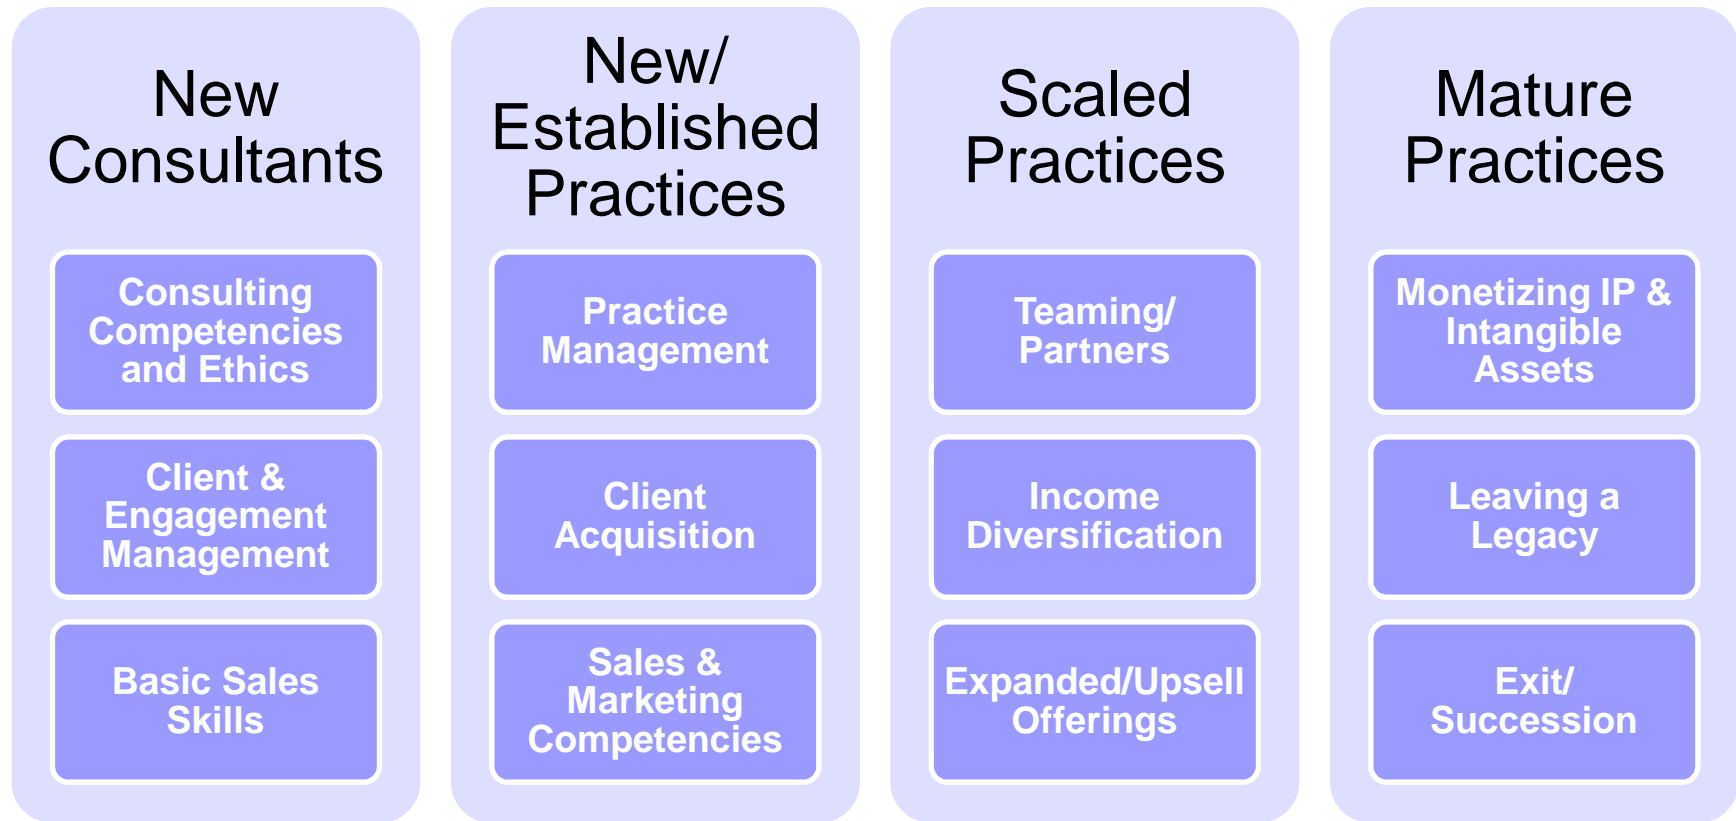 New
Consultants
Consulting
Competencies
and Ethics
Client &
Engagement
Management
Basic Sales
Skills
New/
Established
Practices
Practice
Management
Client
Acquisition
Sales &
Marketing
Competencies
Scaled
Practices
Teaming/
Partners
Income
Diversification
Expanded/Upsell
Offerings
Mature
Practices
Monetizing IP &
Intangible
Assets
Leaving a
Legacy
Exit/
Succession